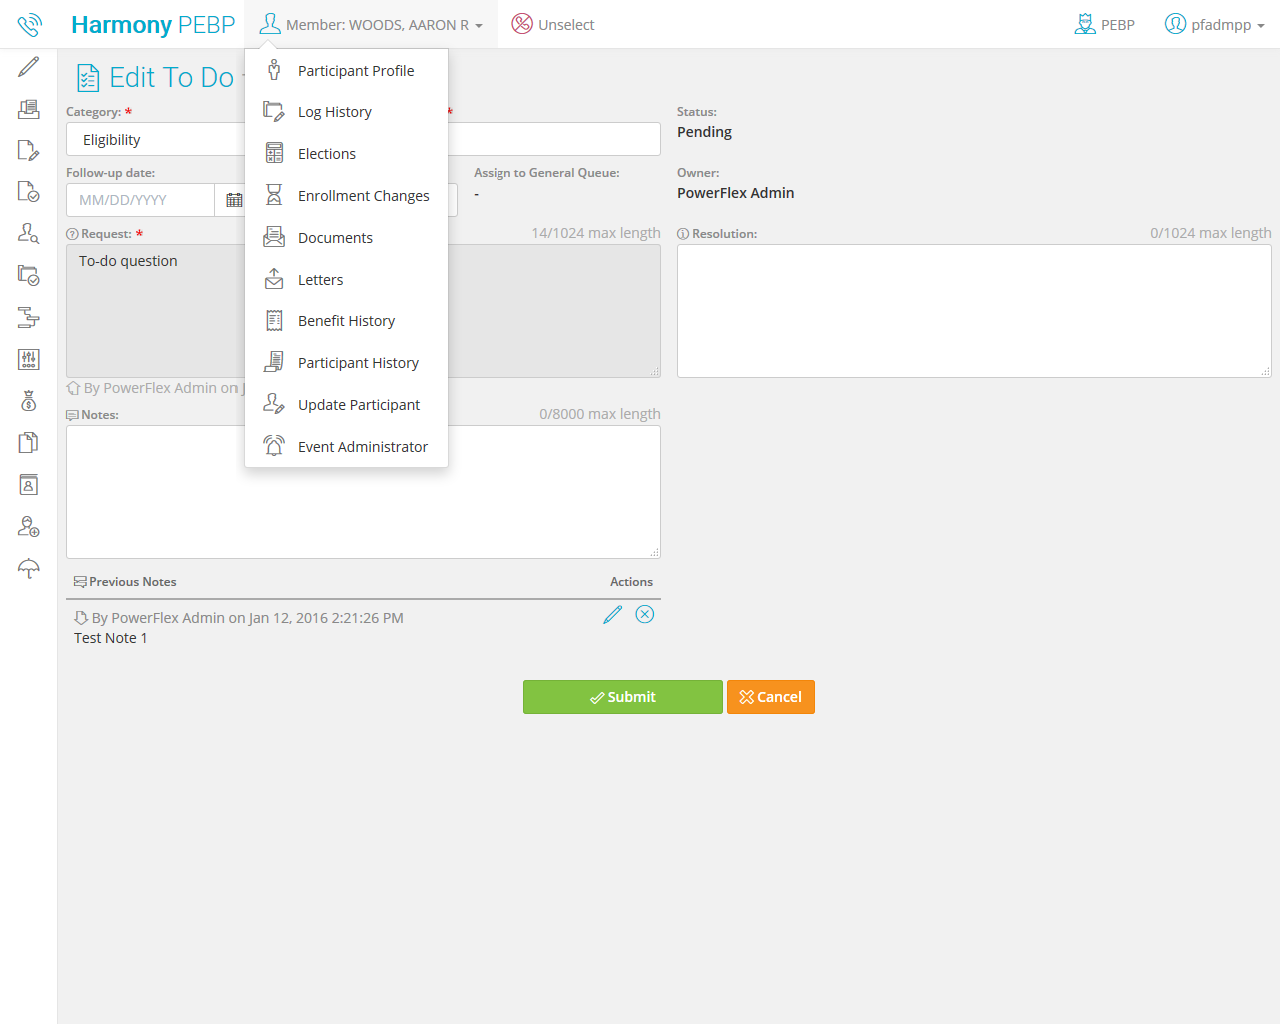 Harmony PEBP
Member: WOODS, AARON R
Unselect
PEBP
pfadmpp
Edit To Do
Participant Profile
Log History
Elections
Enrollment Changes
Documents
Letters
Benefit History
Participant History
Update Participant
Event Administrator
Category: *
*
Eligibility
Status:
Pending
Follow-up date:
MM/DD/YYYY
Assign to General Queue:
-
Owner:
PowerFlex Admin
Request: *
14/1024 max length
To-do question
Resolution:
0/1024 max length
By PowerFlex Admin on
Notes:
0/8000 max length
Previous Notes
Actions
By PowerFlex Admin on Jan 12, 2016 2:21:26 PM
Test Note 1
Submit
Cancel